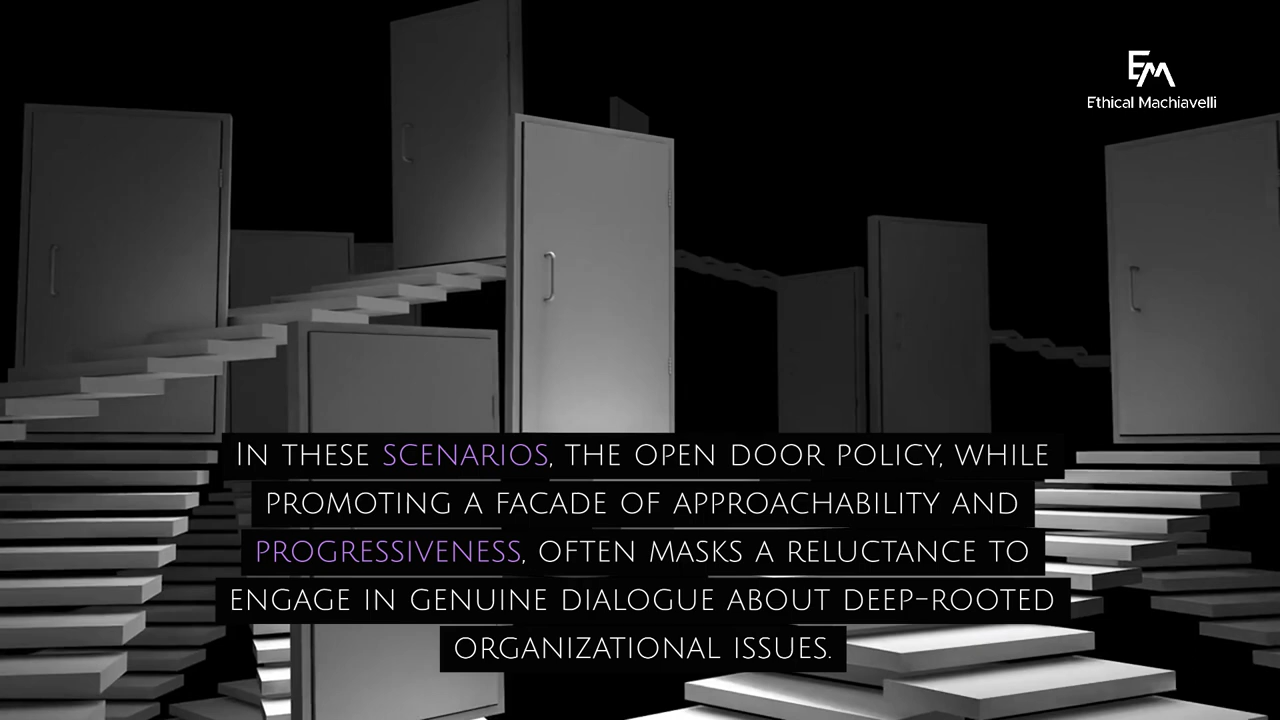 EM
Ethical Machiavelli
In these scenarios, the open door policy, while
promoting a facade of approachability and
progressiveness, often masks a reluctance to
engage in genuine dialogue about deep-rooted
organizational issues.